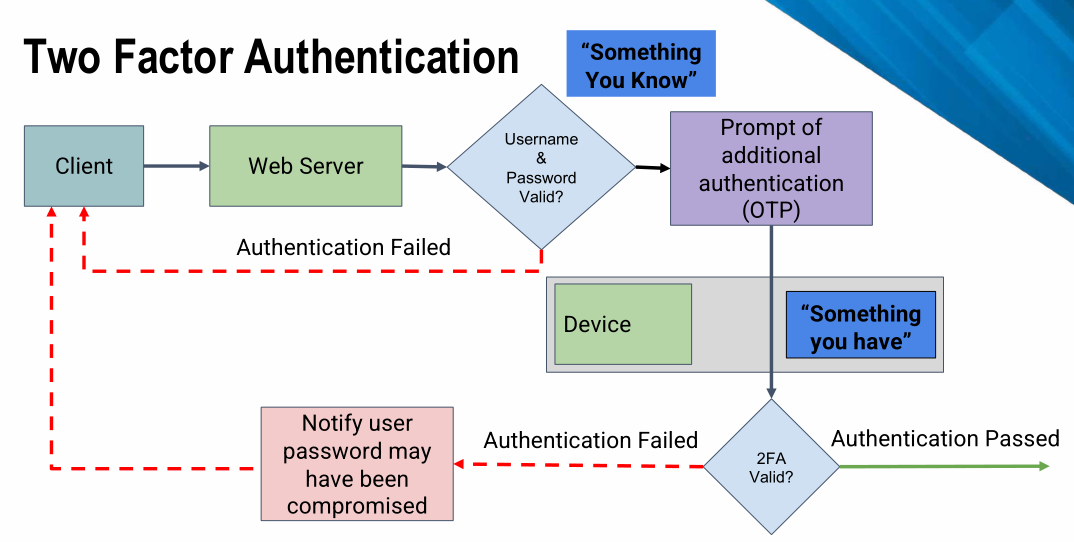 Two Factor Authentication
“Something
You Know”
Client
Web Server
Username
&
Password
Valid?
Prompt of
additional
authentication
(OTP)
Authentication Failed
Device
“Something
you have”
Notify user
password may
have been
compromised
Authentication Failed
2FA
Valid?
Authentication Passed